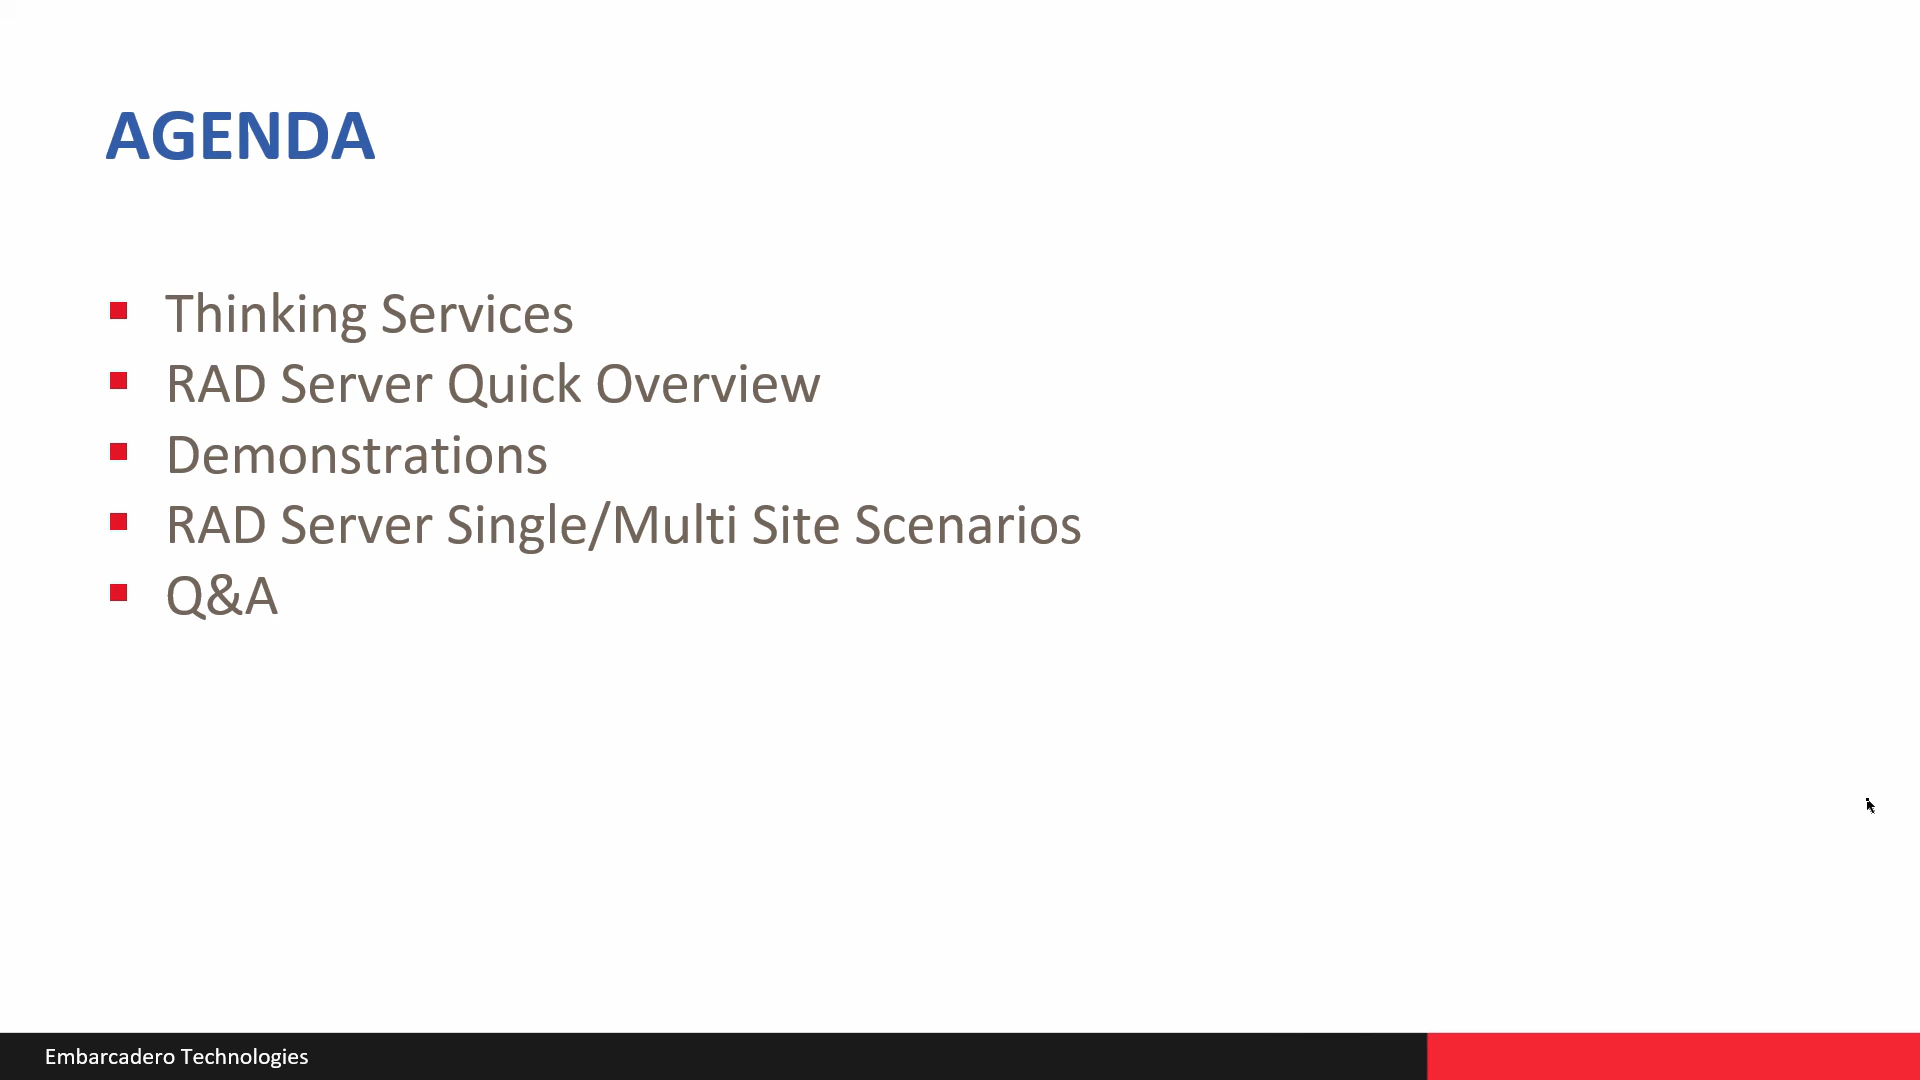 AGENDA
Thinking Services
RAD Server Quick Overview
Demonstrations
RAD Server Single/Multi Site Scenarios
Q&A
Embarcadero Technologies